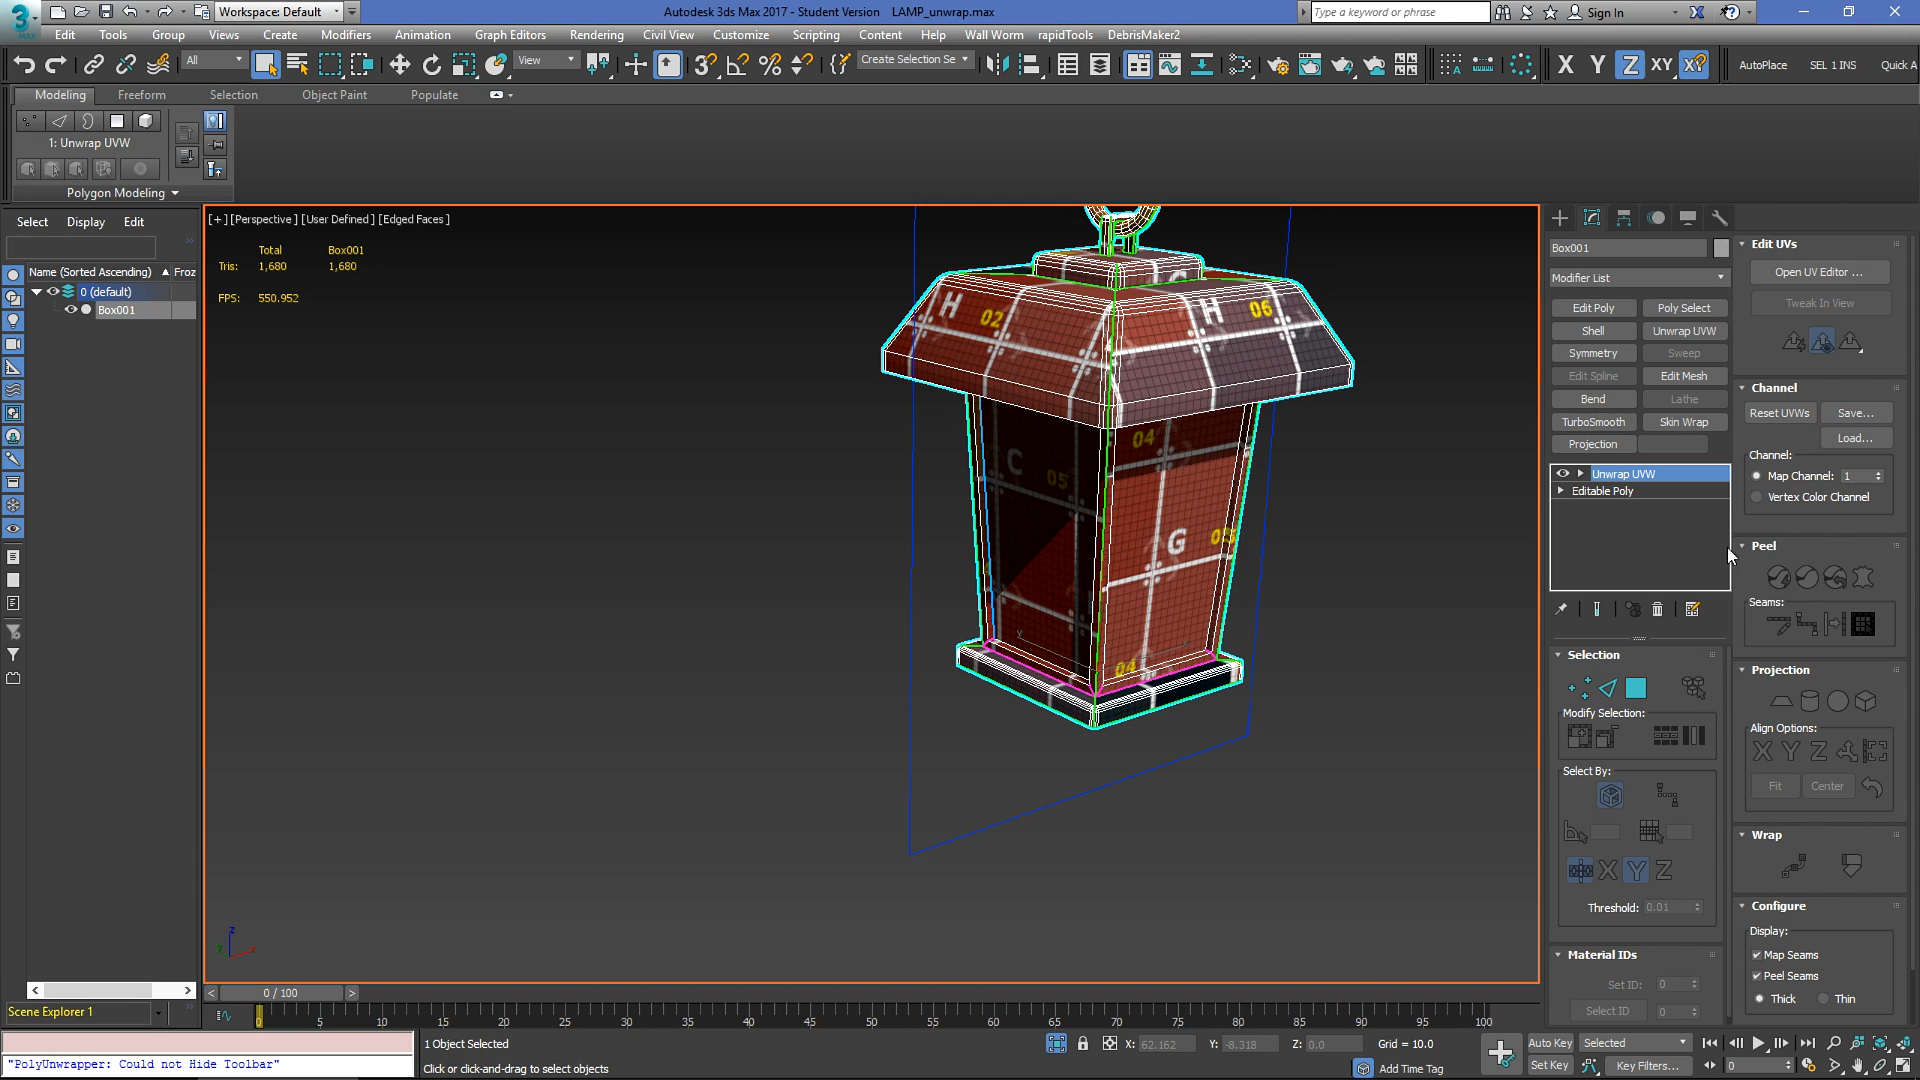 Workspace: Default
Autodesk 3ds Max 2017 - Student Version    LAMP_unwrap.max
Type a keyword or phrase
Sign In
MAX
Edit Tools Group Views Create Modifiers Animation Graph Editors Rendering Civil View Customize Scripting Content Help Wall Worm rapidTools DebrisMaker2
All View Create Selection Se X Y Z XY AutoPlace SEL 1 INS Quick A
Modeling Freeform Selection Object Paint Populate
1: Unwrap UVW
Polygon Modeling
Select Display Edit
Name (Sorted Ascending) Froz
0 (default)
Box001
[+] [Perspective ] [User Defined ] [Edged Faces ]
Total Box001
Tris: 1,680 1,680
FPS: 550.952
H 02 H 06
C
04
C 05
G
04
z
y x
Box001
Modifier List
Edit Poly Poly Select
Shell Unwrap UVW
Symmetry Sweep
Edit Spline Edit Mesh
Bend Lathe
TurboSmooth Skin Wrap
Projection
Unwrap UVW
Editable Poly
Selection
Modify Selection:
Select By:
X Y Z
Threshold: 0.01
Material IDs
Set ID: 0
Select ID 0
Edit UVs
Open UV Editor ...
Tweak In View
Channel
Reset UVWs Save...
Load...
Channel:
Map Channel: 1
Vertex Color Channel
Peel
Seams:
Projection
Align Options:
X Y Z
Fit Center
Wrap
Configure
Display:
Map Seams
Peel Seams
Thick Thin
< 0 / 100 >
0 5 10 15 20 25 30 35 40 45 50 55 60 65 70 75 80 85 90 95 100
Scene Explorer 1
"PolyUnwrapper: Could not Hide Toolbar"
1 Object Selected
Click or click-and-drag to select objects
X: 62.162 Y: -8.318 Z: 0.0 Grid = 10.0
Add Time Tag
Auto Key Selected
Set Key Key Filters... 0